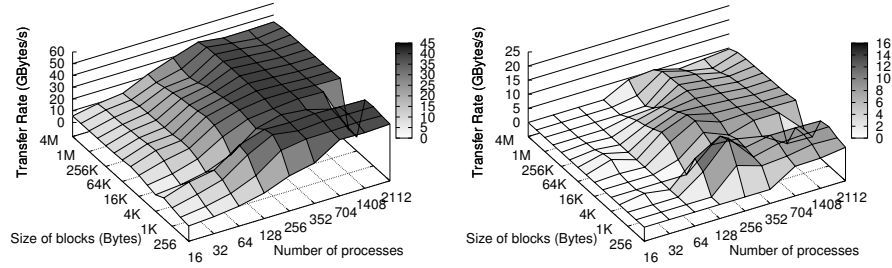 Transfer Rate (GBytes/s)
60
50
40
30
20
10
0
4M
1M
256K
64K
16K
4K
1K
256
Size of blocks (Bytes)
16
32
64
128
256
352
704
1408
2112
Number of processes
45
40
35
30
25
20
15
10
5
0
Transfer Rate (GBytes/s)
25
20
15
10
5
0
4M
1M
256K
64K
16K
4K
1K
256
Size of blocks (Bytes)
16
32
64
128
256
352
704
1408
2112
Number of processes
16
14
12
10
8
6
4
2
0